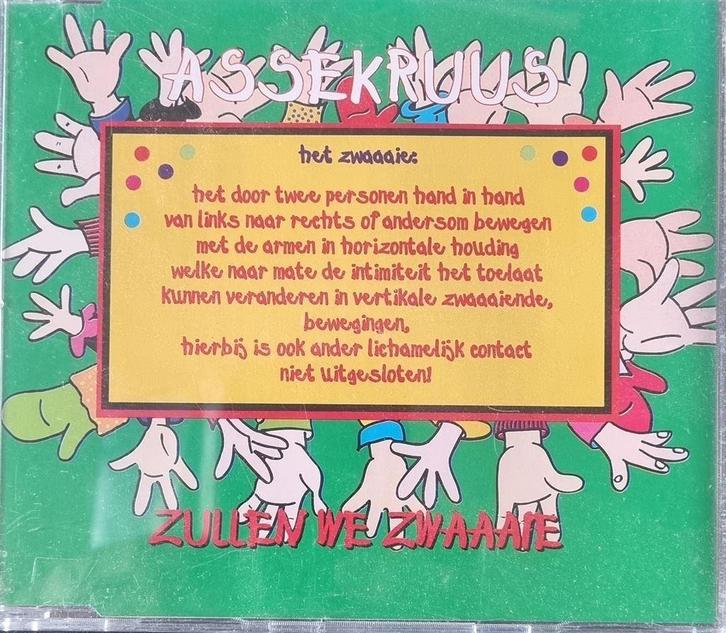 ASSEKRUUS
het zwaaaie:
het door twee personen hand in hand
van links naar rechts of andersom bewegen
met de armen in horizontale houding
welke naar mate de intimiteit het toelaat
kunnen veranderen in vertikale zwaaaiende,
bewegingen,
hierbij is ook ander lichamelijk contact
niet uitgesloten!
ZULLEN WE ZWAAAIE